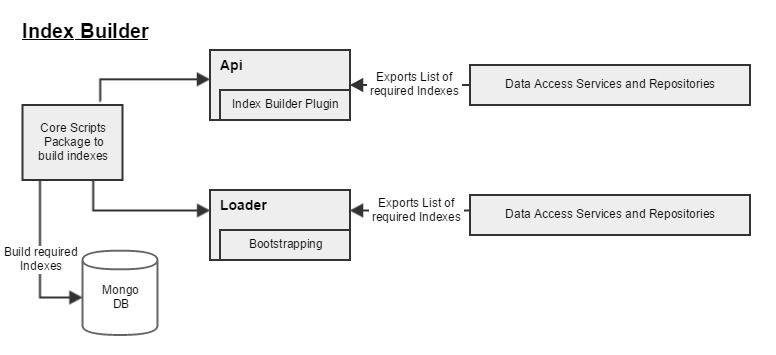 Index Builder
Api
Index Builder Plugin
Exports List of
required Indexes
Data Access Services and Repositories
Core Scripts
Package to
build indexes
Loader
Bootstrapping
Exports List of
required Indexes
Data Access Services and Repositories
Build required
Indexes
Mongo
DB